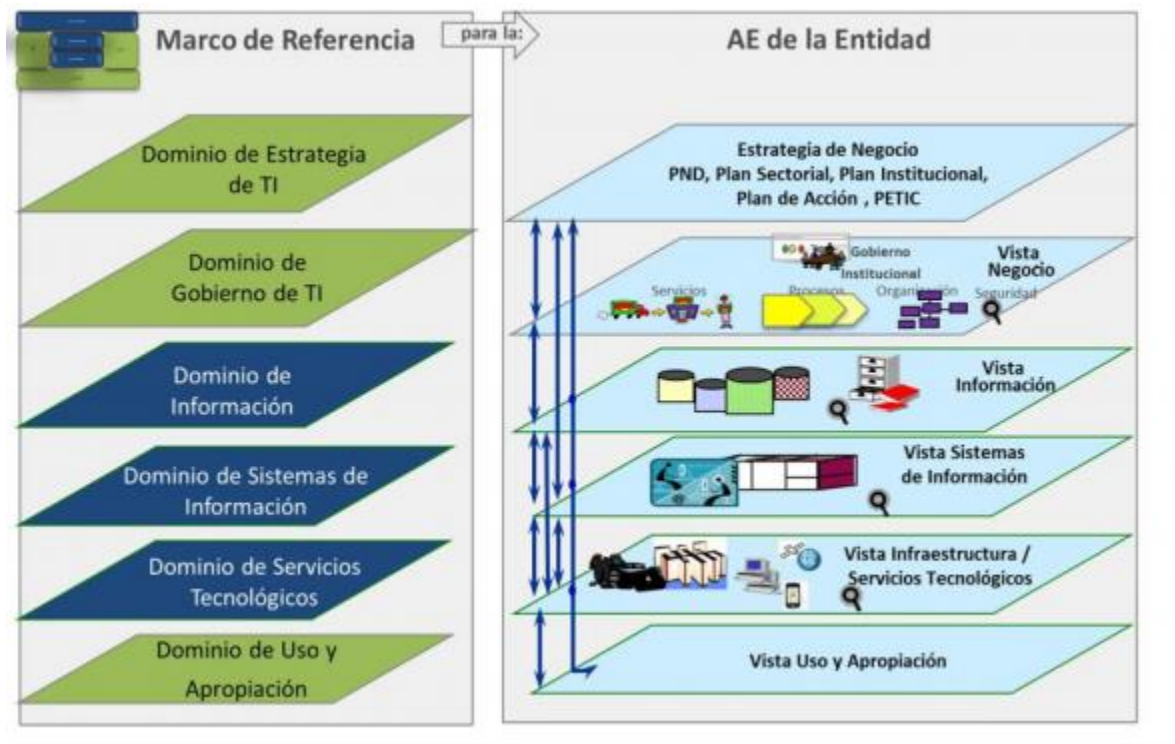 Marco de Referencia
para la:
AE de la Entidad
Dominio de Estrategia
de TI
Dominio de
Gobierno de TI
Dominio de
Información
Dominio de Sistemas de
Información
Dominio de Servicios
Tecnológicos
Dominio de Uso y
Apropiación
Estrategia de Negocio
PND, Plan Sectorial, Plan Institucional,
Plan de Acción , PETIC
Gobierno
Institucional
Vista
Negocio
Servicios
Procesos
Organización
Seguridad
Vista
Información
Vista Sistemas
de Información
Vista Infraestructura /
Servicios Tecnológicos
Vista Uso y Apropiación